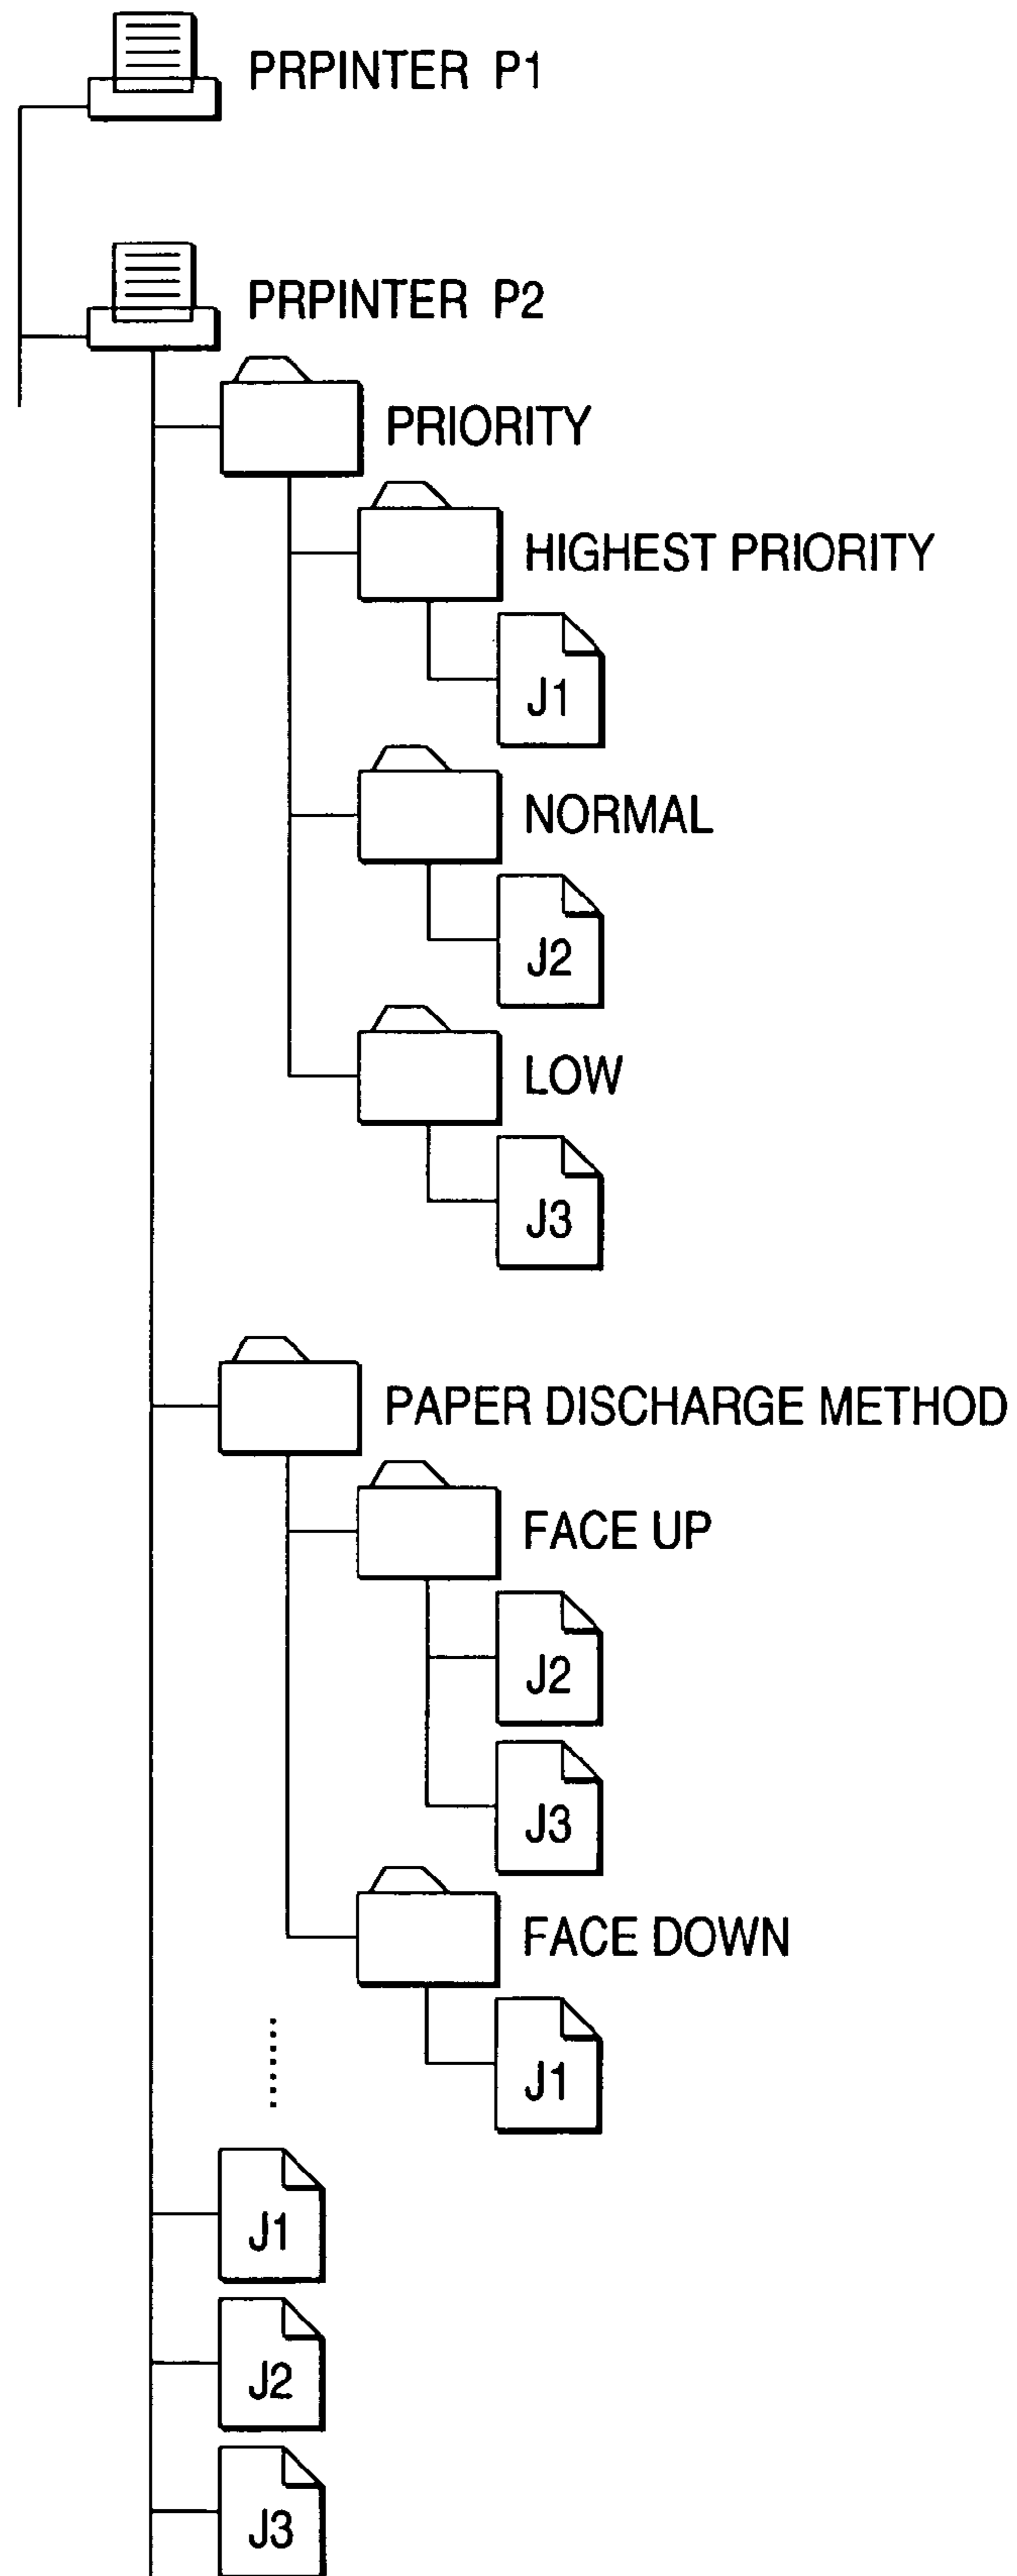 PRPINTER P1
PRPINTER P2
PRIORITY
HIGHEST PRIORITY
J1
NORMAL
J2
LOW
J3
PAPER DISCHARGE METHOD
FACE UP
J2
J3
FACE DOWN
J1
J1
J2
J3